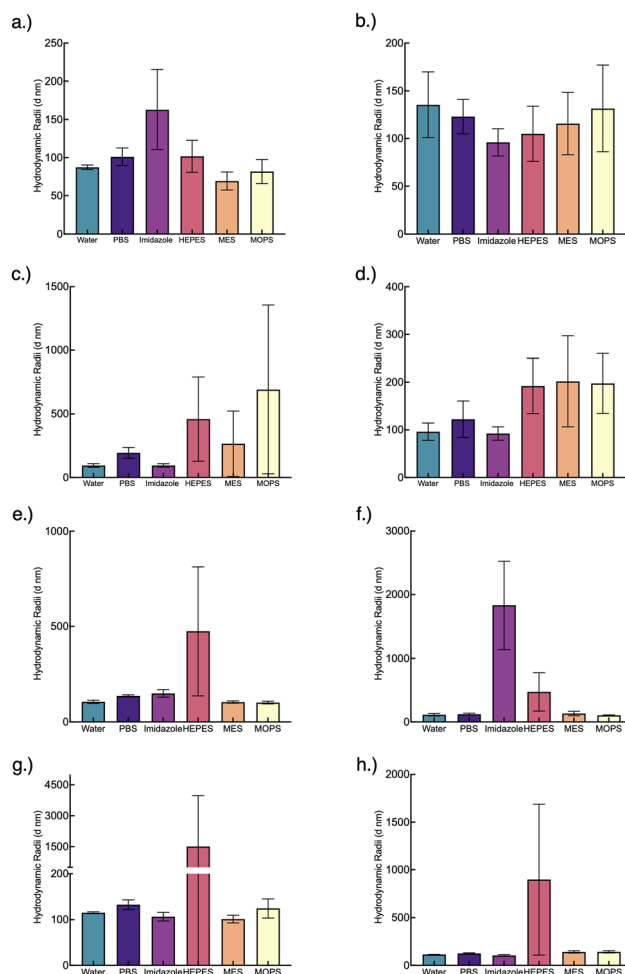 a.)
Hydrodynamic Radii (d nm)
250
200
150
100
50
0
Water PBS Imidazole HEPES MES MOPS
b.)
Hydrodynamic Radii (d nm)
200
150
100
50
0
Water PBS Imidazole HEPES MES MOPS
c.)
Hydrodynamic Radii (d nm)
1500
1000
500
0
Water PBS Imidazole HEPES MES MOPS
d.)
Hydrodynamic Radii (d nm)
400
300
200
100
0
Water PBS Imidazole HEPES MES MOPS
e.)
Hydrodynamic Radii (d nm)
1000
500
0
Water PBS Imidazole HEPES MES MOPS
f.)
Hydrodynamic Radii (d nm)
3000
2000
1000
0
Water PBS Imidazole HEPES MES MOPS
g.)
Hydrodynamic Radii (d nm)
4500
3000
1500
200
100
0
Water PBS Imidazole HEPES MES MOPS
h.)
Hydrodynamic Radii (d nm)
2000
1500
1000
500
0
Water PBS Imidazole HEPES MES MOPS